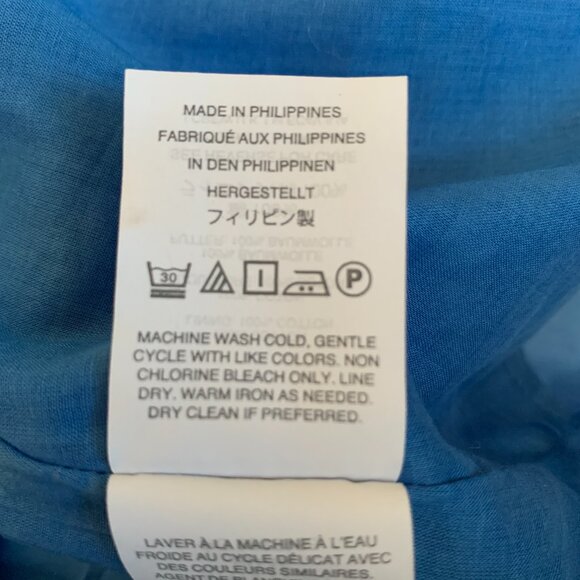 MADE IN PHILIPPINES
FABRIQUÉ AUX PHILIPPINES
IN DEN PHILIPPINEN
HERGESTELLT
フィリピン製
30 P
MACHINE WASH COLD, GENTLE
CYCLE WITH LIKE COLORS. NON
CHLORINE BLEACH ONLY. LINE
DRY. WARM IRON AS NEEDED.
DRY CLEAN IF PREFERRED.
LAVER À LA MACHINE À L'EAU
FROIDE AU CYCLE DÉLICAT AVEC
DES COULEURS SIMILAIRES.